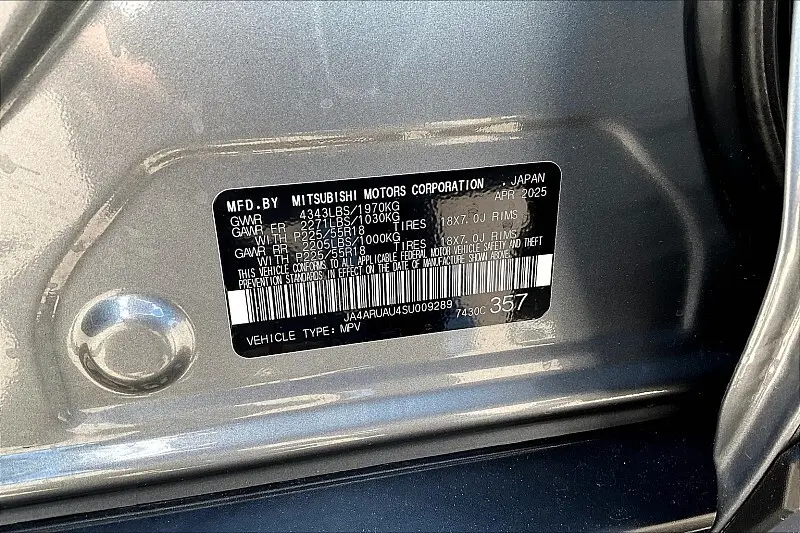 MFD.BY MITSUBISHI MOTORS CORPORATION . JAPAN
APR 2025
GVWR 4343LBS/1970KG
GAWR FR 2271LBS/1030KG
WITH P225/55R18 TIRES 18X7.0J RIMS
GAWR RR 2205LBS/1000KG
WITH P225/55R18 TIRES 18X7.0J RIMS
THIS VEHICLE CONFORMS TO ALL APPLICABLE FEDERAL MOTOR VEHICLE SAFETY AND THEFT
PREVENTION STANDARDS IN EFFECT ON THE DATE OF MANUFACTURE SHOWN ABOVE.
JA4ARUAU4SU009289 7430C 357
VEHICLE TYPE: MPV